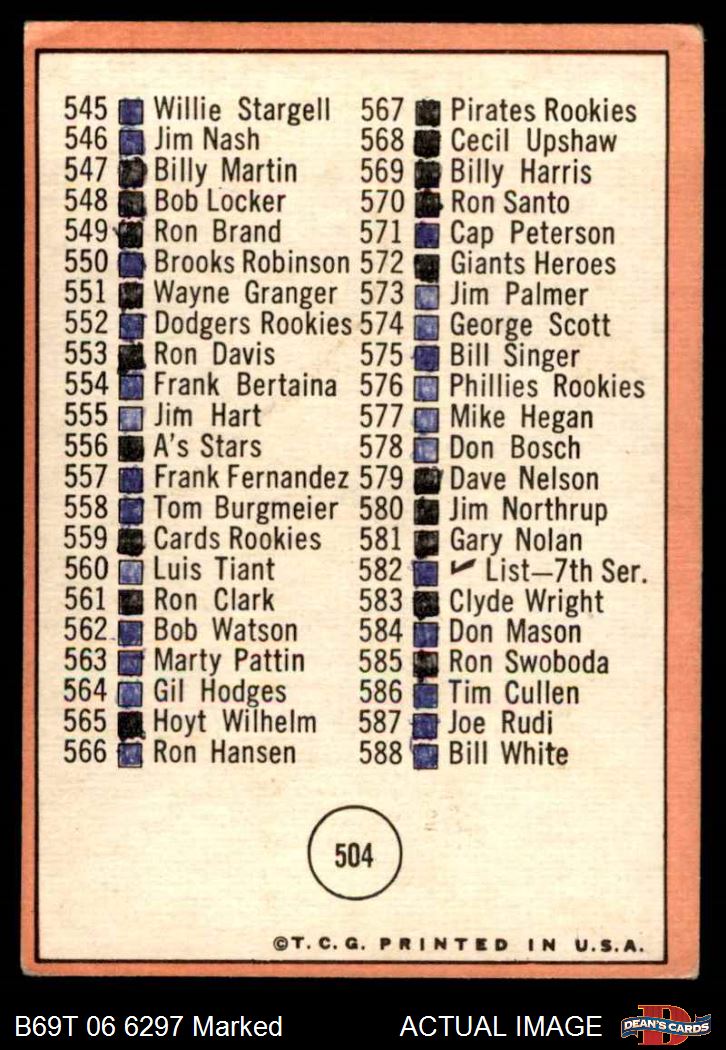 545 Willie Stargell
546 Jim Nash
547 Billy Martin
548 Bob Locker
549 Ron Brand
550 Brooks Robinson
551 Wayne Granger
552 Dodgers Rookies
553 Ron Davis
554 Frank Bertaina
555 Jim Hart
556 A's Stars
557 Frank Fernandez
558 Tom Burgmeier
559 Cards Rookies
560 Luis Tiant
561 Ron Clark
562 Bob Watson
563 Marty Pattin
564 Gil Hodges
565 Hoyt Wilhelm
566 Ron Hansen
567 Pirates Rookies
568 Cecil Upshaw
569 Billy Harris
570 Ron Santo
571 Cap Peterson
572 Giants Heroes
573 Jim Palmer
574 George Scott
575 Bill Singer
576 Phillies Rookies
577 Mike Hegan
578 Don Bosch
579 Dave Nelson
580 Jim Northrup
581 Gary Nolan
582 ✓ List—7th Ser.
583 Clyde Wright
584 Don Mason
585 Ron Swoboda
586 Tim Cullen
587 Joe Rudi
588 Bill White
504
©T.C.G. PRINTED IN U.S.A.
B69T 06 6297 Marked
ACTUAL IMAGE
B
DEAN'S CARDS